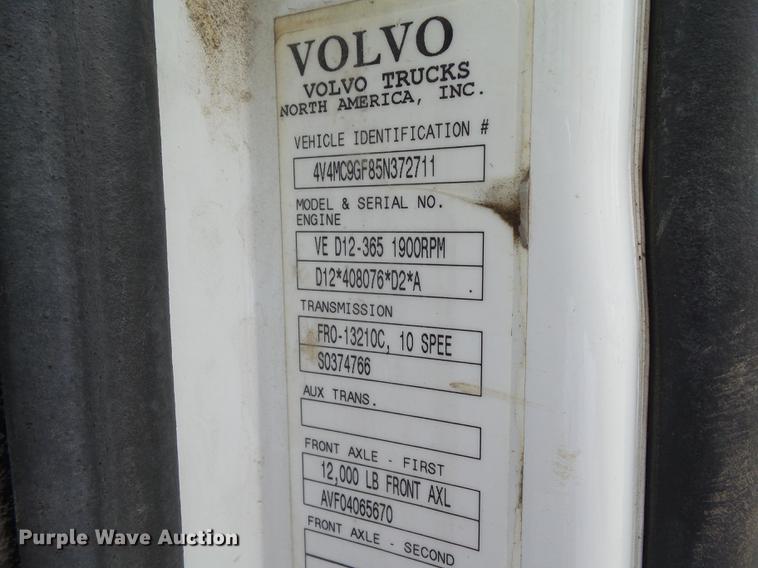 VOLVO
VOLVO TRUCKS
NORTH AMERICA, INC.
VEHICLE IDENTIFICATION #
4V4MC9GF85N372711
MODEL & SERIAL NO.
ENGINE
VE D12-365 1900RPM
D12*408076*D2*A
TRANSMISSION
FRO-13210C, 10 SPEE
S0374766
AUX TRANS.
FRONT AXLE - FIRST
12,000 LB FRONT AXL
AVF04065670
FRONT AXLE - SECOND
Purple Wave Auction